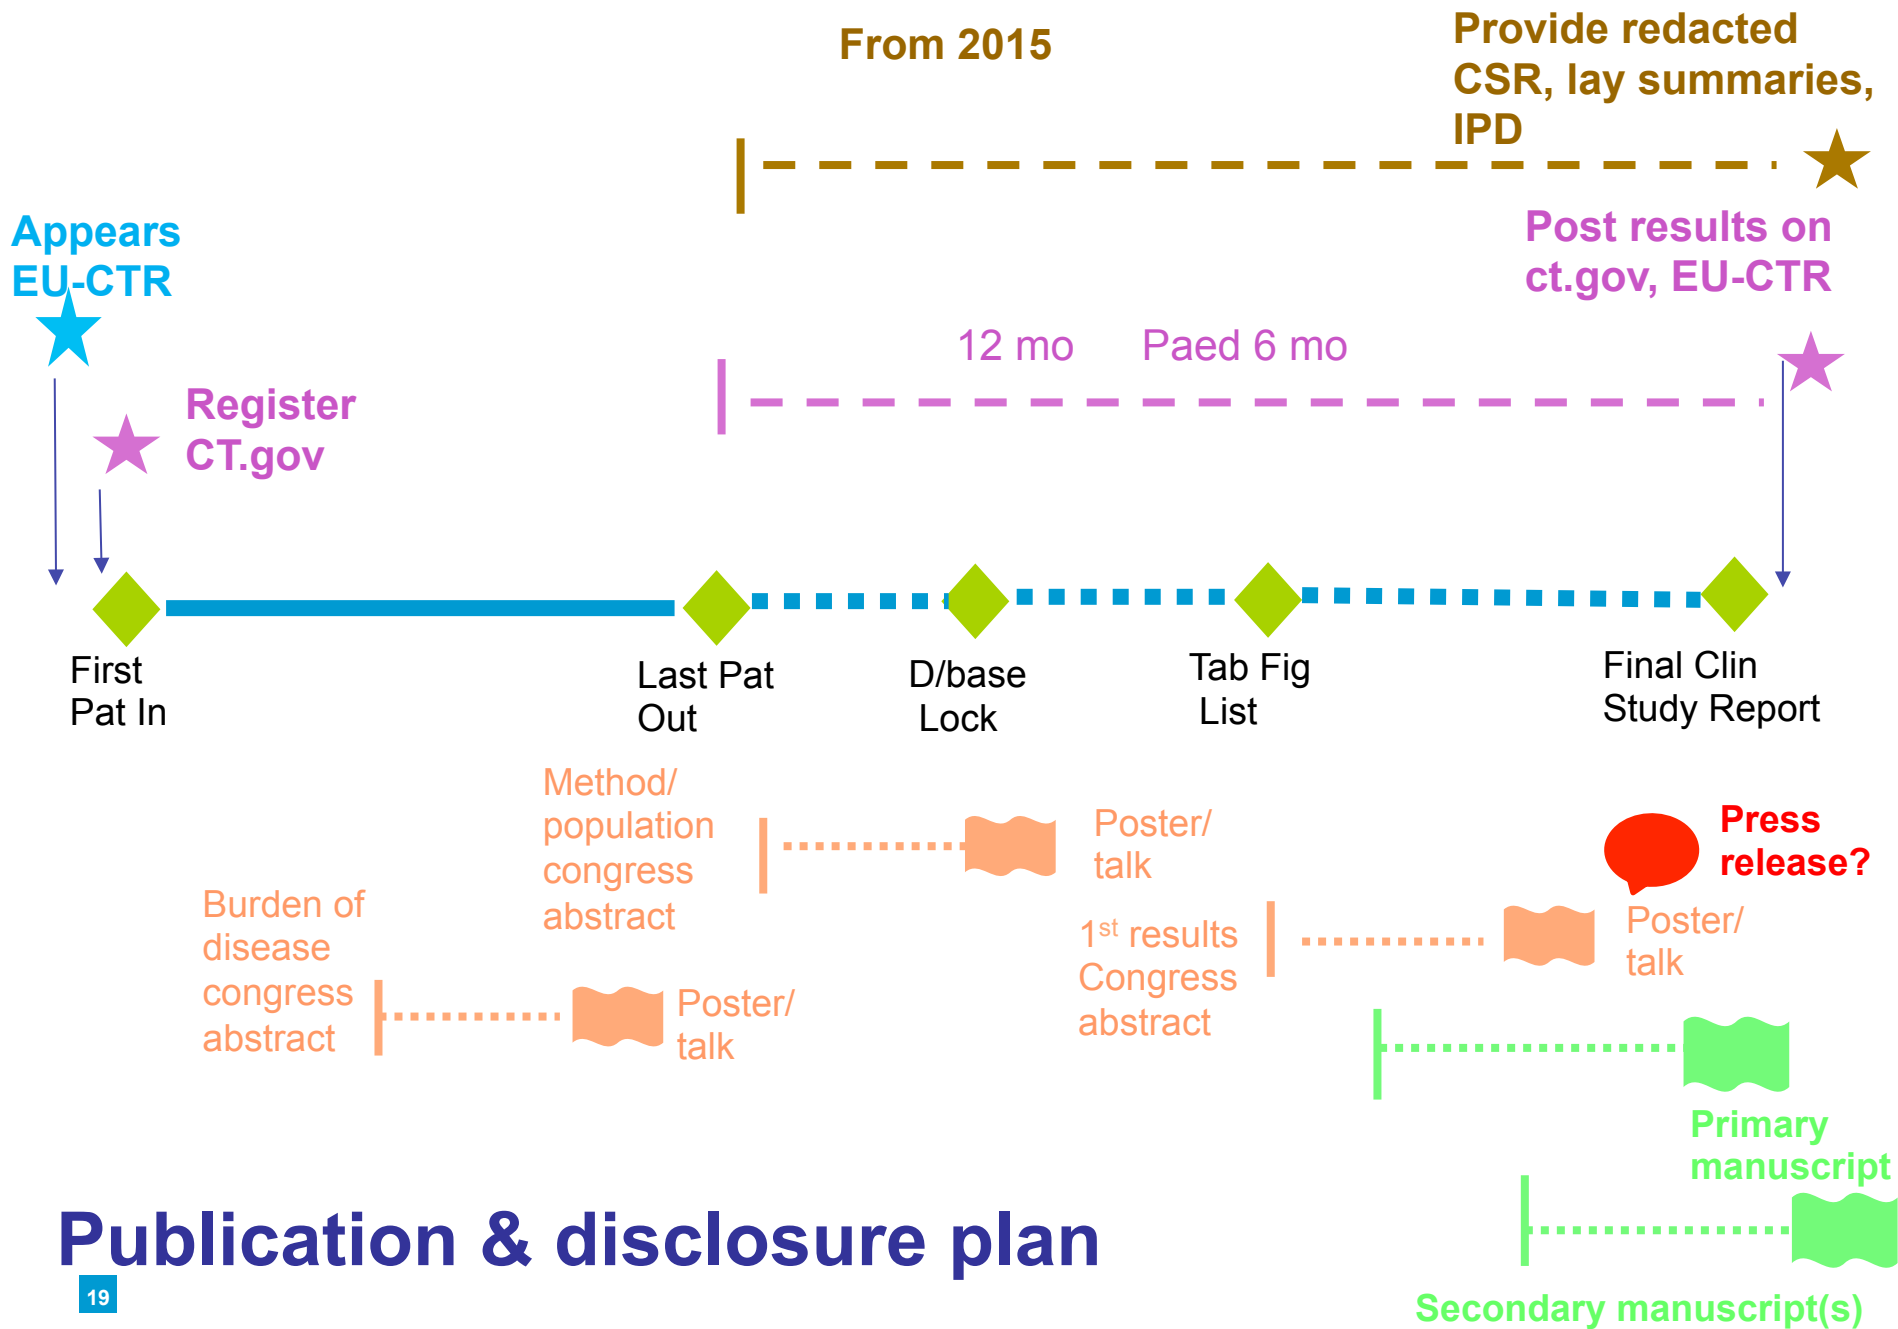 From 2015
Provide redacted
CSR, lay summaries,
IPD
Appears
EU-CTR
Post results on
ct.gov, EU-CTR
12 mo
Paed 6 mo
Register
CT.gov
First
Pat In
Last Pat
Out
D/base
Lock
Tab Fig
List
Final Clin
Study Report
Method/
population
congress
abstract
Poster/
talk
Press
release?
Burden of
disease
congress
abstract
Poster/
talk
1st results
Congress
abstract
Poster/
talk
Primary
manuscript
Publication & disclosure plan
19
Secondary manuscript(s)